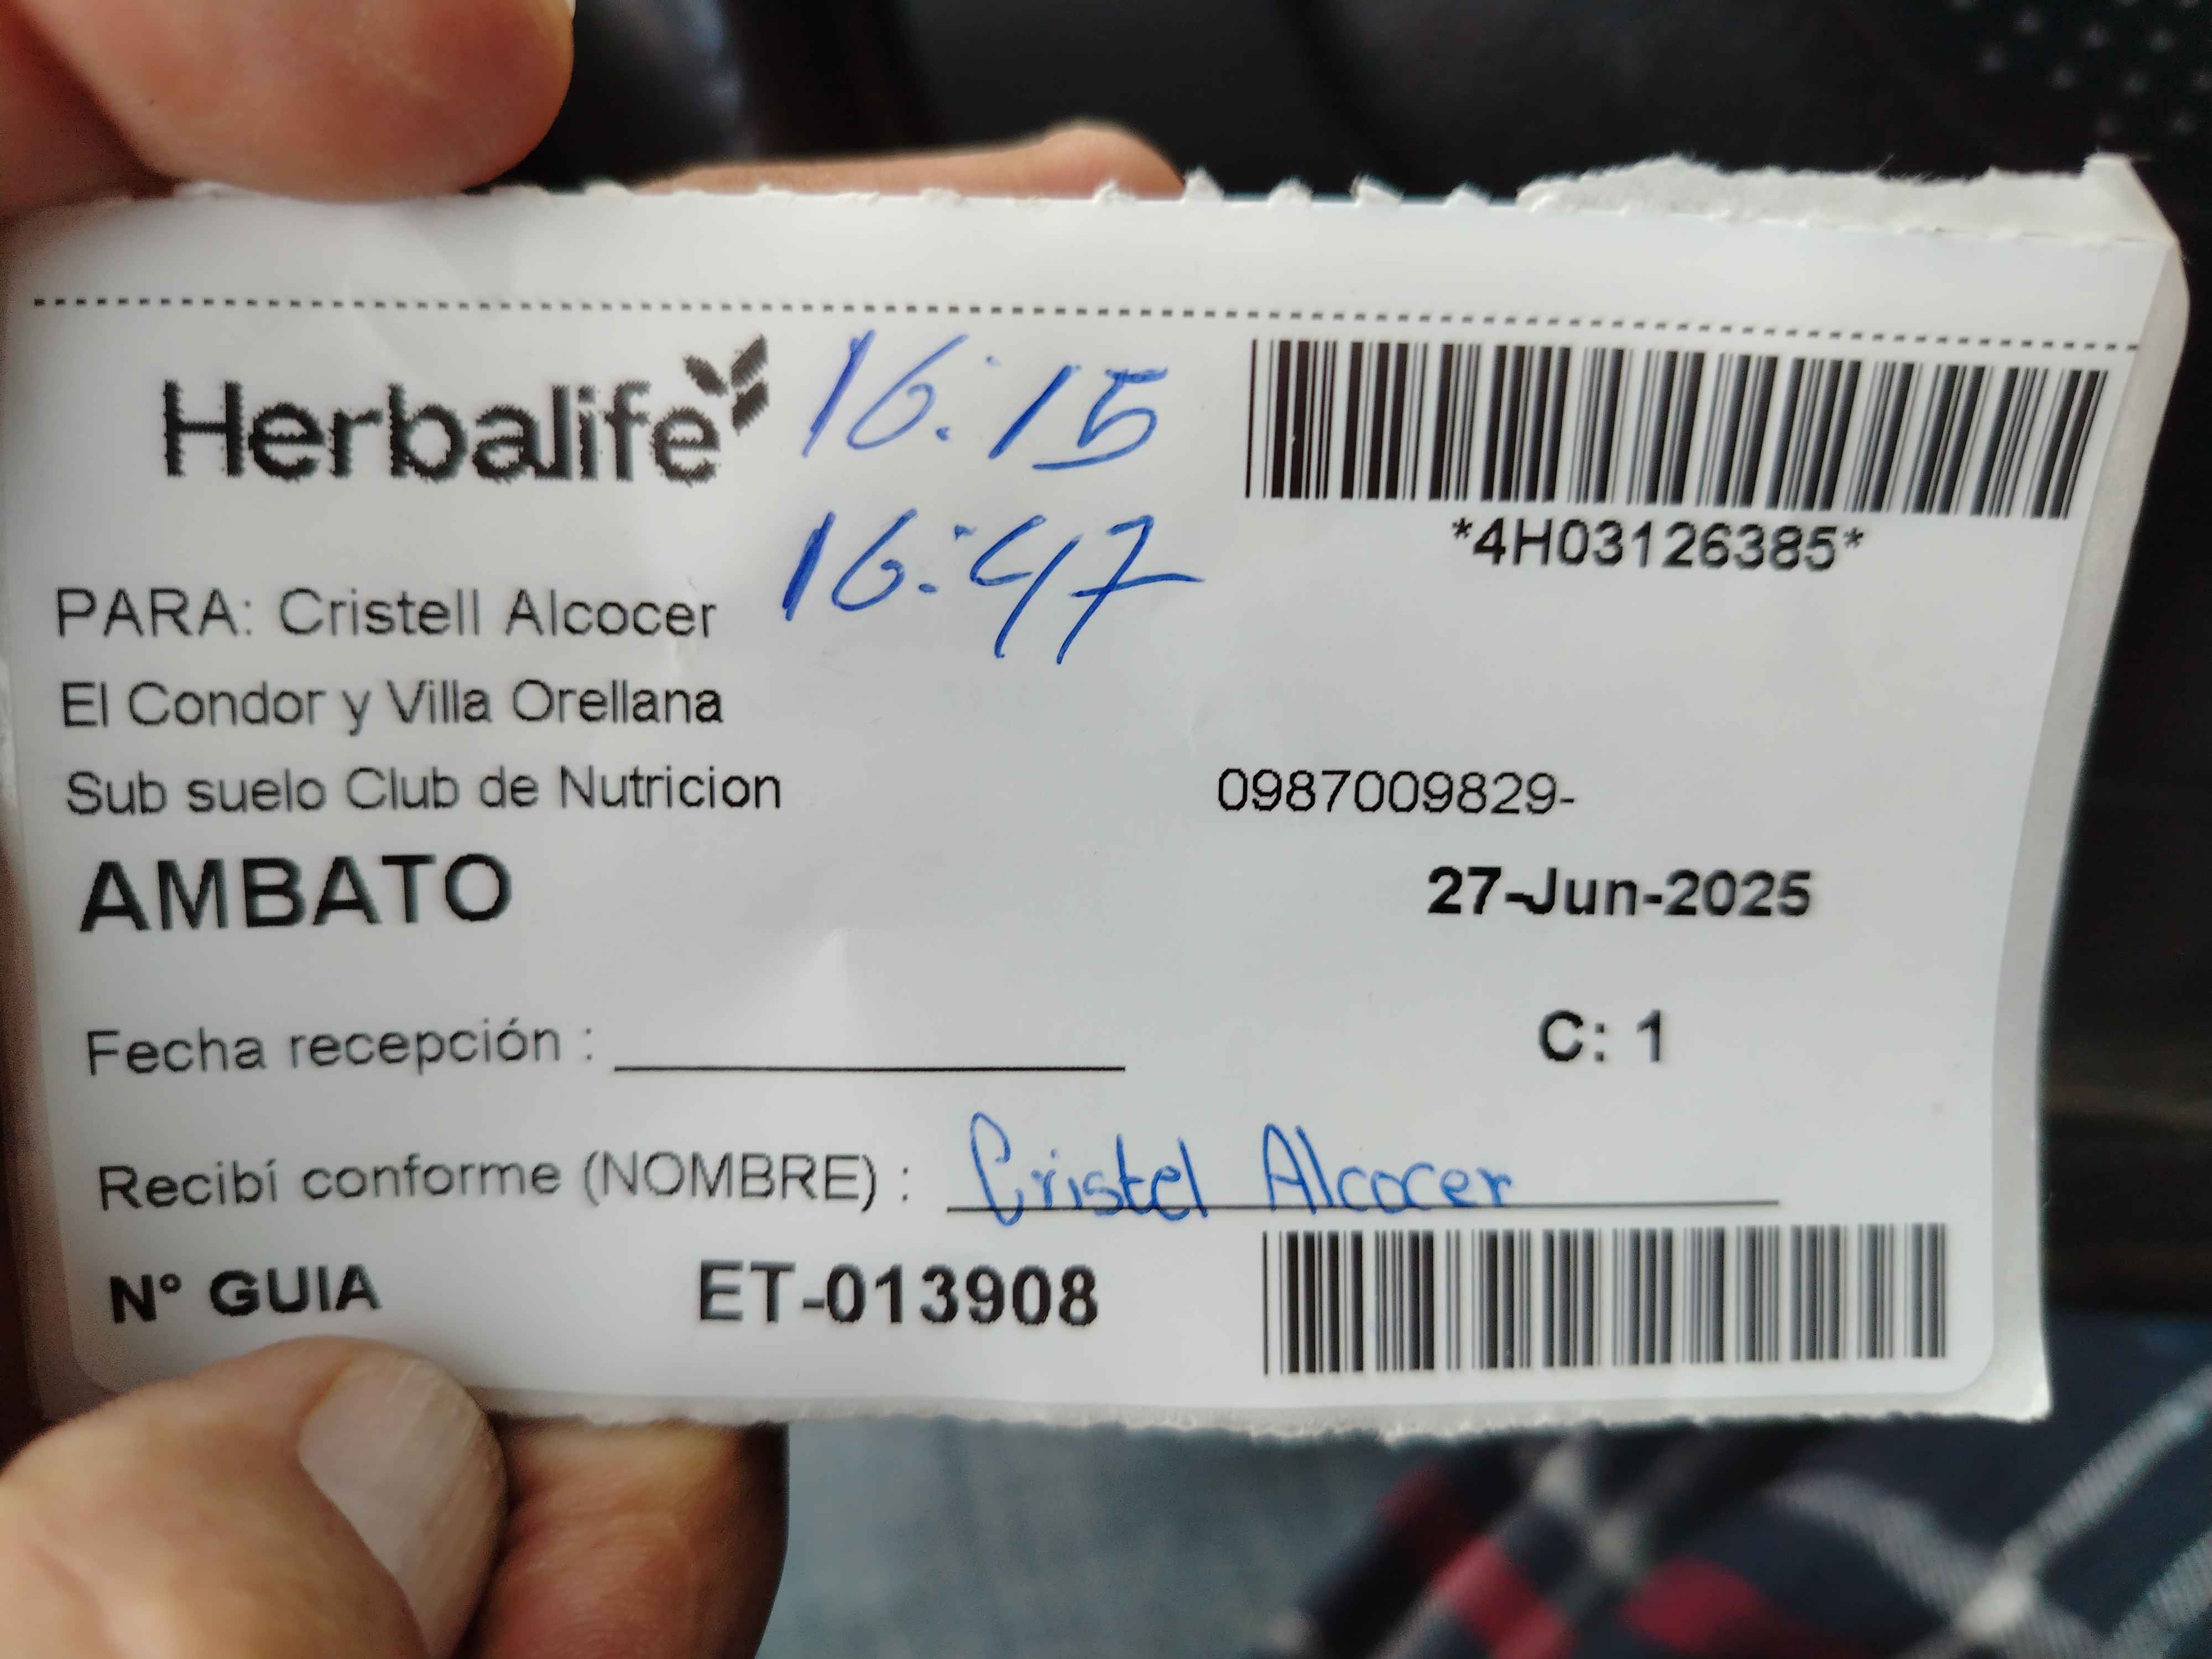 Herbalife 16:15
16:47
*4H03126385*
PARA: Cristell Alcocer
El Condor y Villa Orellana
Sub suelo Club de Nutricion 0987009829-
AMBATO 27-Jun-2025
Fecha recepción : C: 1
Recibí conforme (NOMBRE) : Cristel Alcocer
N° GUIA ET-013908